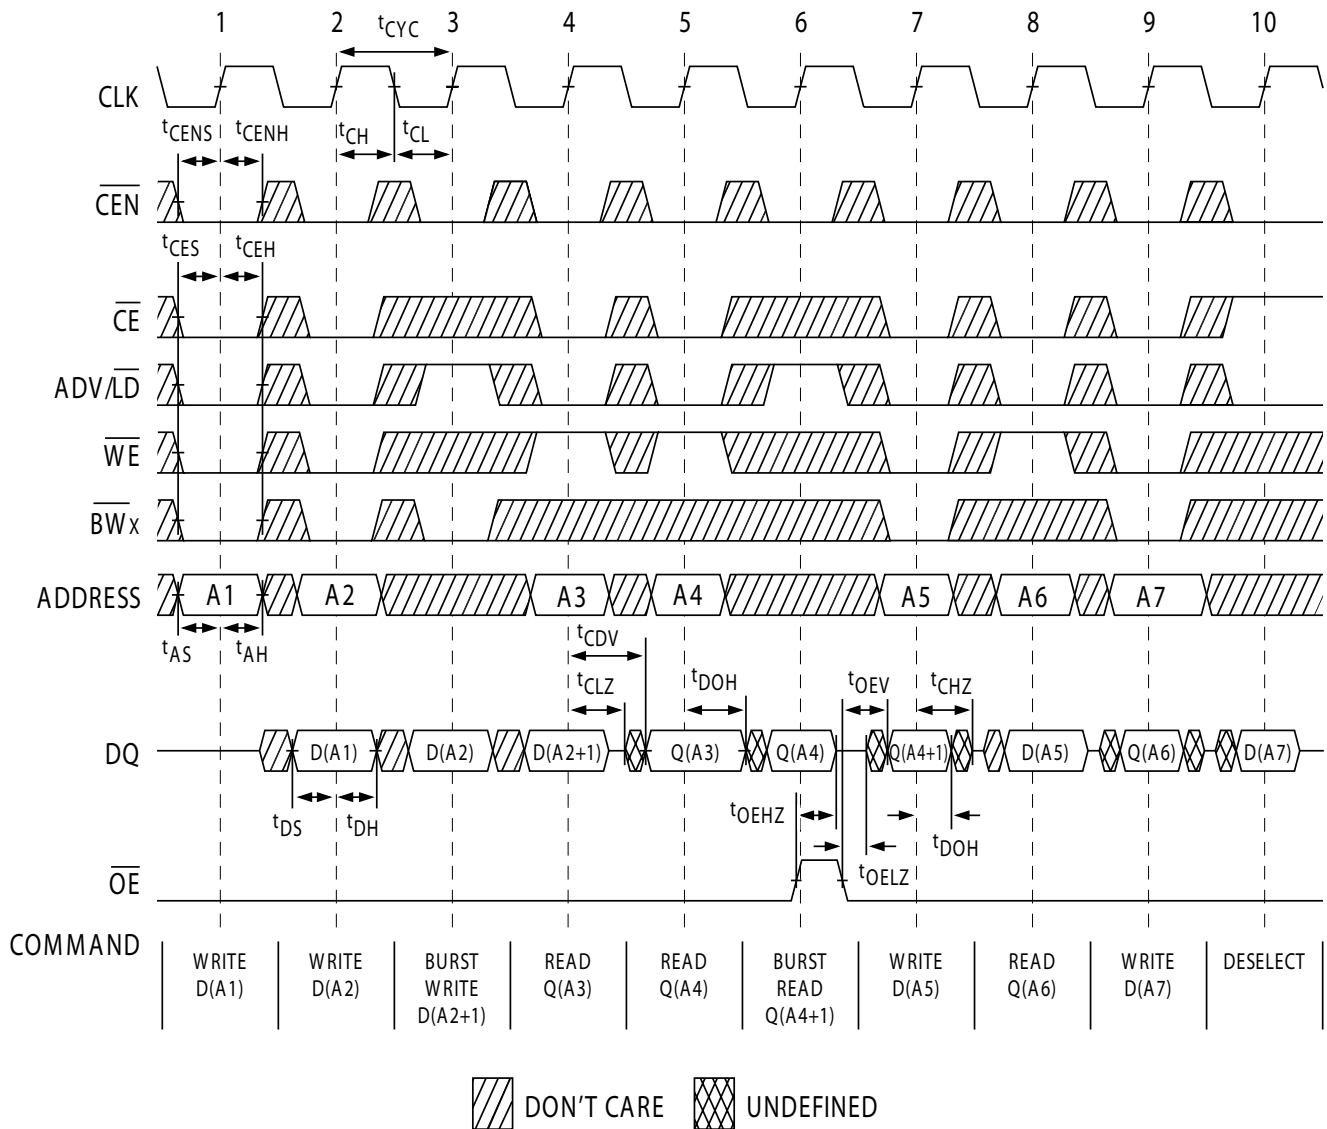 1 2 tCYC 3 4 5 6 7 8 9 10
CLK
tCENS tCENH tCH tCL
CEN
tCES tCEH
CE
ADV/LD
WE
BWx
ADDRESS A1 A2 A3 A4 A5 A6 A7
tAS tAH tCDV
tCLZ tDOH tOEV tCHZ
DQ D(A1) D(A2) D(A2+1) Q(A3) Q(A4) Q(A4+1) D(A5) Q(A6) D(A7)
tDS tDH tOEHZ tDOH
tOELZ
OE
COMMAND
WRITE D(A1)
WRITE D(A2)
BURST WRITE D(A2+1)
READ Q(A3)
READ Q(A4)
BURST READ Q(A4+1)
WRITE D(A5)
READ Q(A6)
WRITE D(A7)
DESELECT
DON'T CARE UNDEFINED